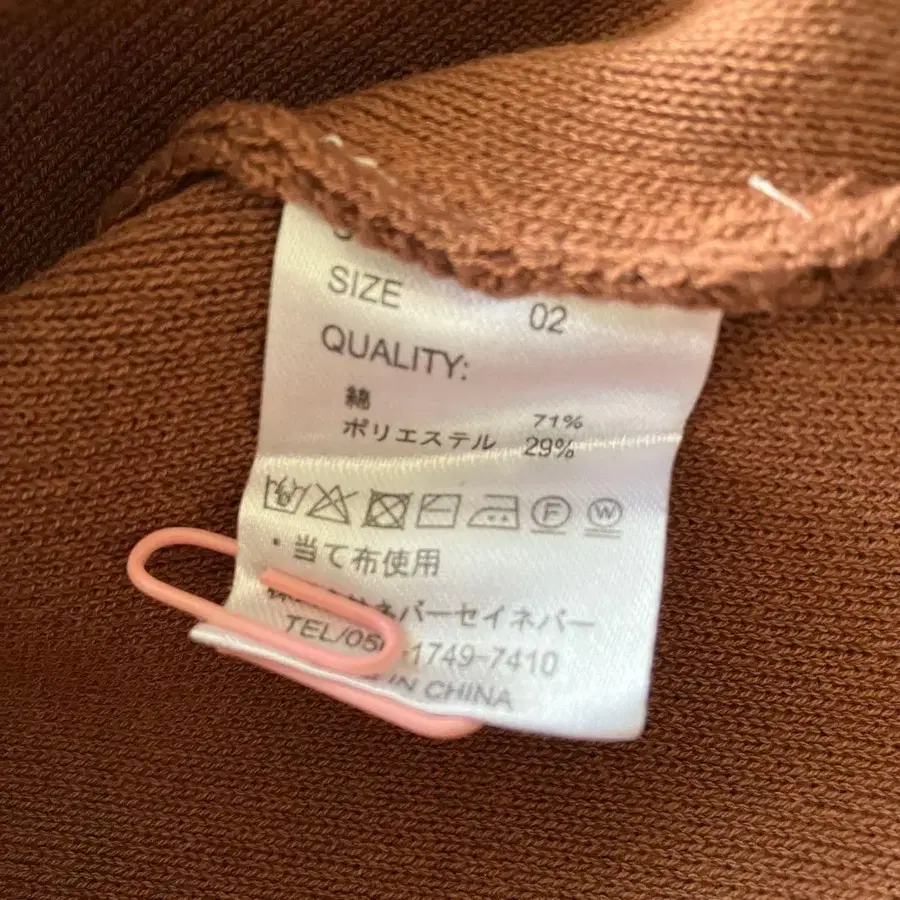 SIZE 02
QUALITY:
綿 71%
ポリエステル 29%
F W
・当て布使用
ネバーセイネバー
TEL/05 -1749-7410
IN CHINA